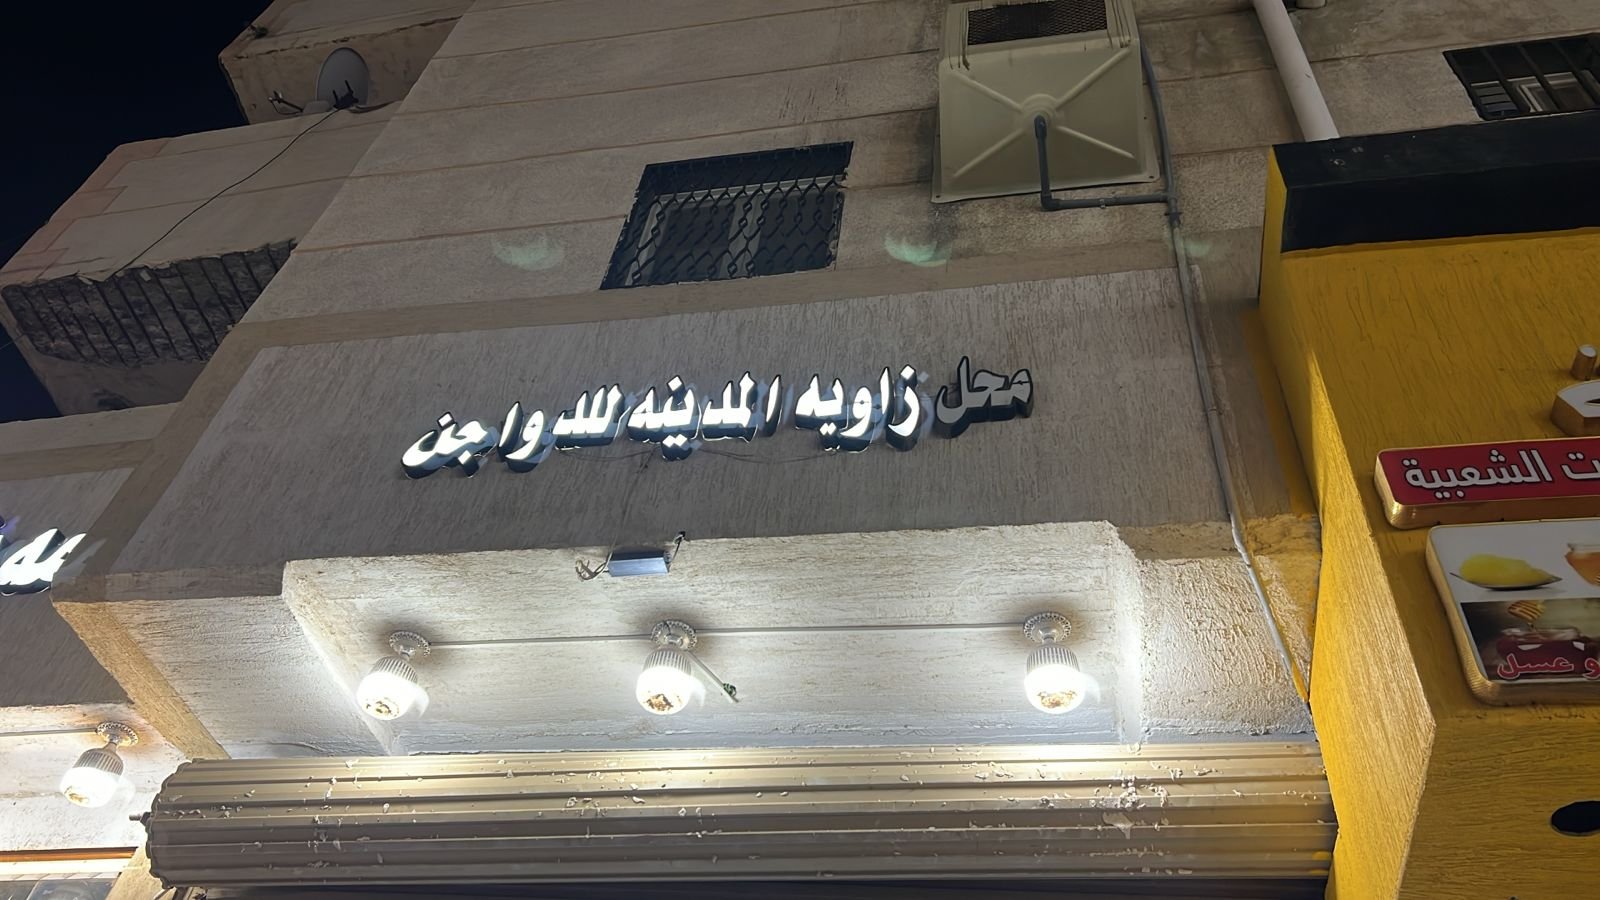 محل زاويه المدينه للدواجن
الشعبية
و عسل